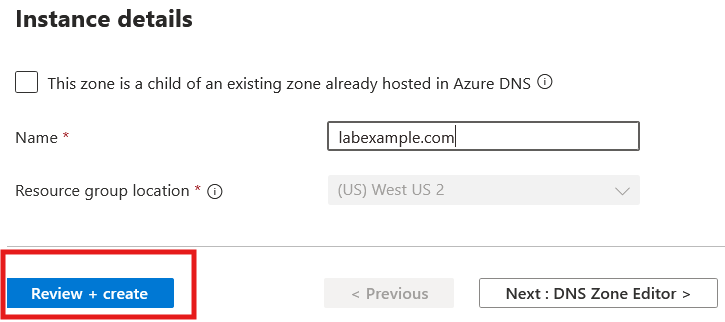 Instance details
This zone is a child of an existing zone already hosted in Azure DNS
Name *
labexample.com
Resource group location *
(US) West US 2
Review + create
< Previous
Next : DNS Zone Editor >